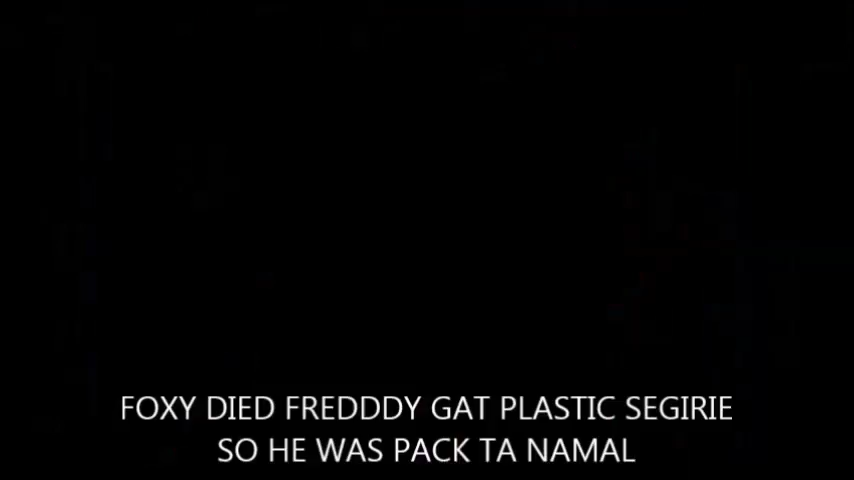 FOXY DIED FREDDDY GAT PLASTIC SEGIRIE
SO HE WAS PACK TA NAMAL